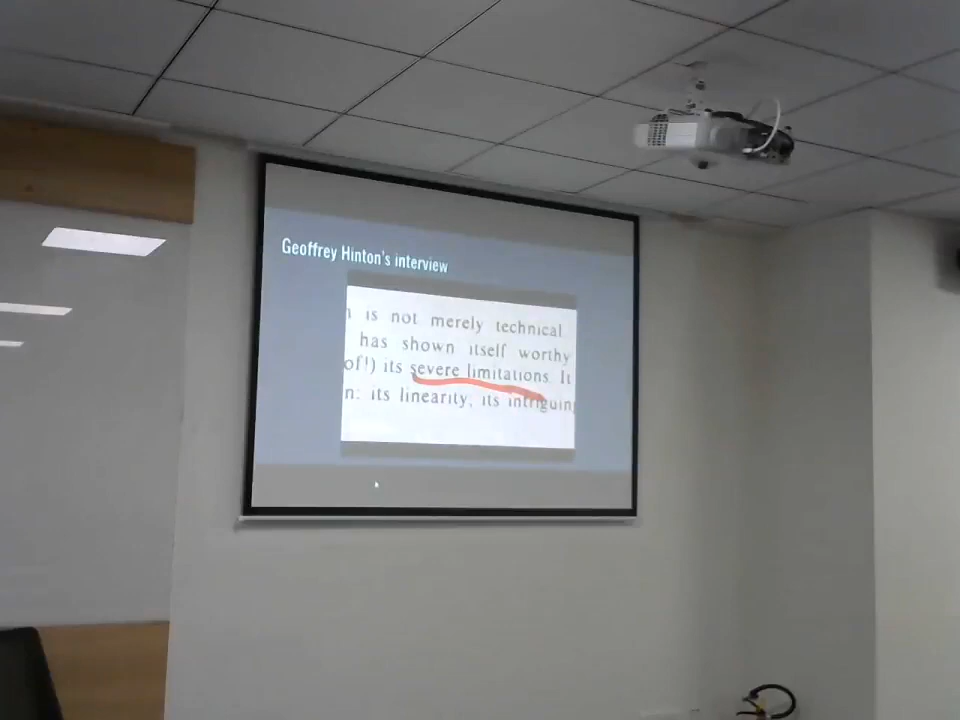 Geoffrey Hinton's interview
is not merely technical
has shown itself worthy
of!) its severe limitations. It
n: its linearity, its intriguin